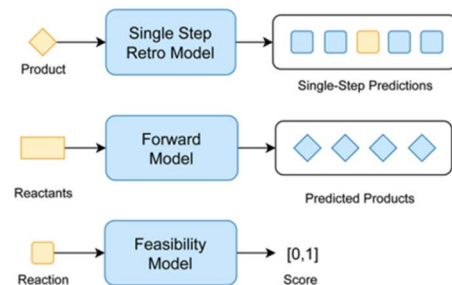 Single Step
Retro Model
Product
Single-Step Predictions
Forward
Model
Reactants
Predicted Products
Feasibility
Model
[0,1]
Reaction
Score